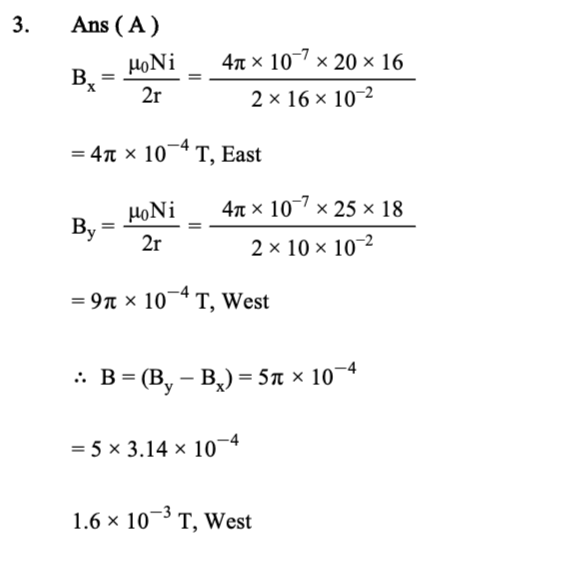 3. Ans ( A )
Bₓ = μ₀Ni / 2r = 4π × 10⁻⁷ × 20 × 16 / 2 × 16 × 10⁻²
= 4π × 10⁻⁴ T, East
Bᵧ = μ₀Ni / 2r = 4π × 10⁻⁷ × 25 × 18 / 2 × 10 × 10⁻²
= 9π × 10⁻⁴ T, West
∴ B = (Bᵧ − Bₓ) = 5π × 10⁻⁴
= 5 × 3.14 × 10⁻⁴
1.6 × 10⁻³ T, West